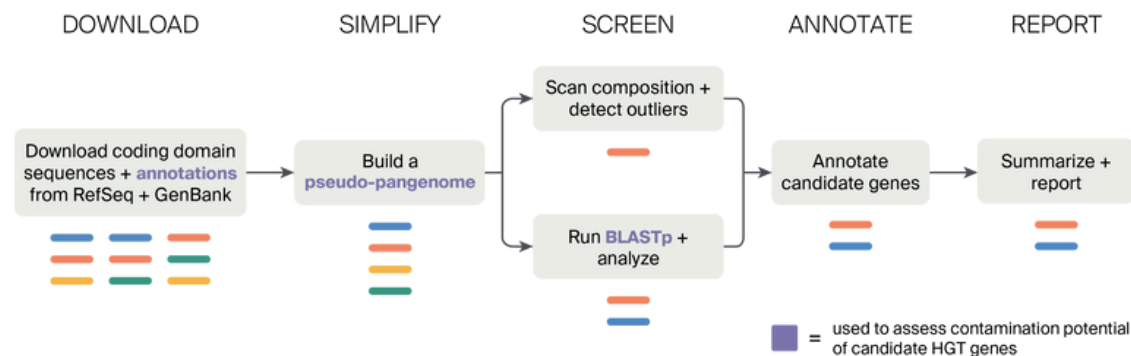 DOWNLOAD
SIMPLIFY
SCREEN
ANNOTATE
REPORT
Download coding domain
sequences + annotations
from RefSeq + GenBank
Build a
pseudo-pangenome
Scan composition +
detect outliers
Run BLASTp +
analyze
Annotate
candidate genes
Summarize +
report
= used to assess contamination potential
of candidate HGT genes